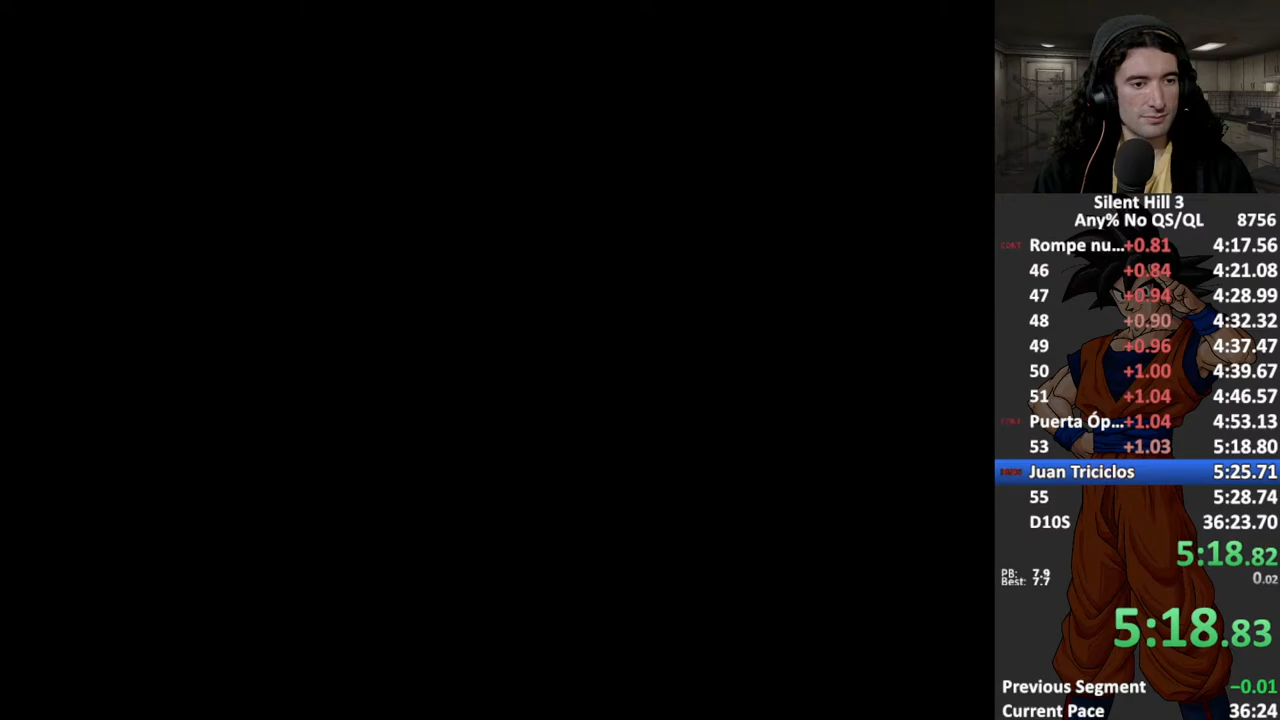 Silent Hill 3
Any% No QS/QL 8756
Rompe nu... +0.81 4:17.56
46 +0.84 4:21.08
47 +0.94 4:28.99
48 +0.90 4:32.32
49 +0.96 4:37.47
50 +1.00 4:39.67
51 +1.04 4:46.57
Puerta Óp... +1.04 4:53.13
53 +1.03 5:18.80
Juan Triciclos 5:25.71
55 5:28.74
D10S 36:23.70
5:18.82
PB: 7.9
Best: 7.7
0.02
5:18.83
Previous Segment −0.01
Current Pace 36:24